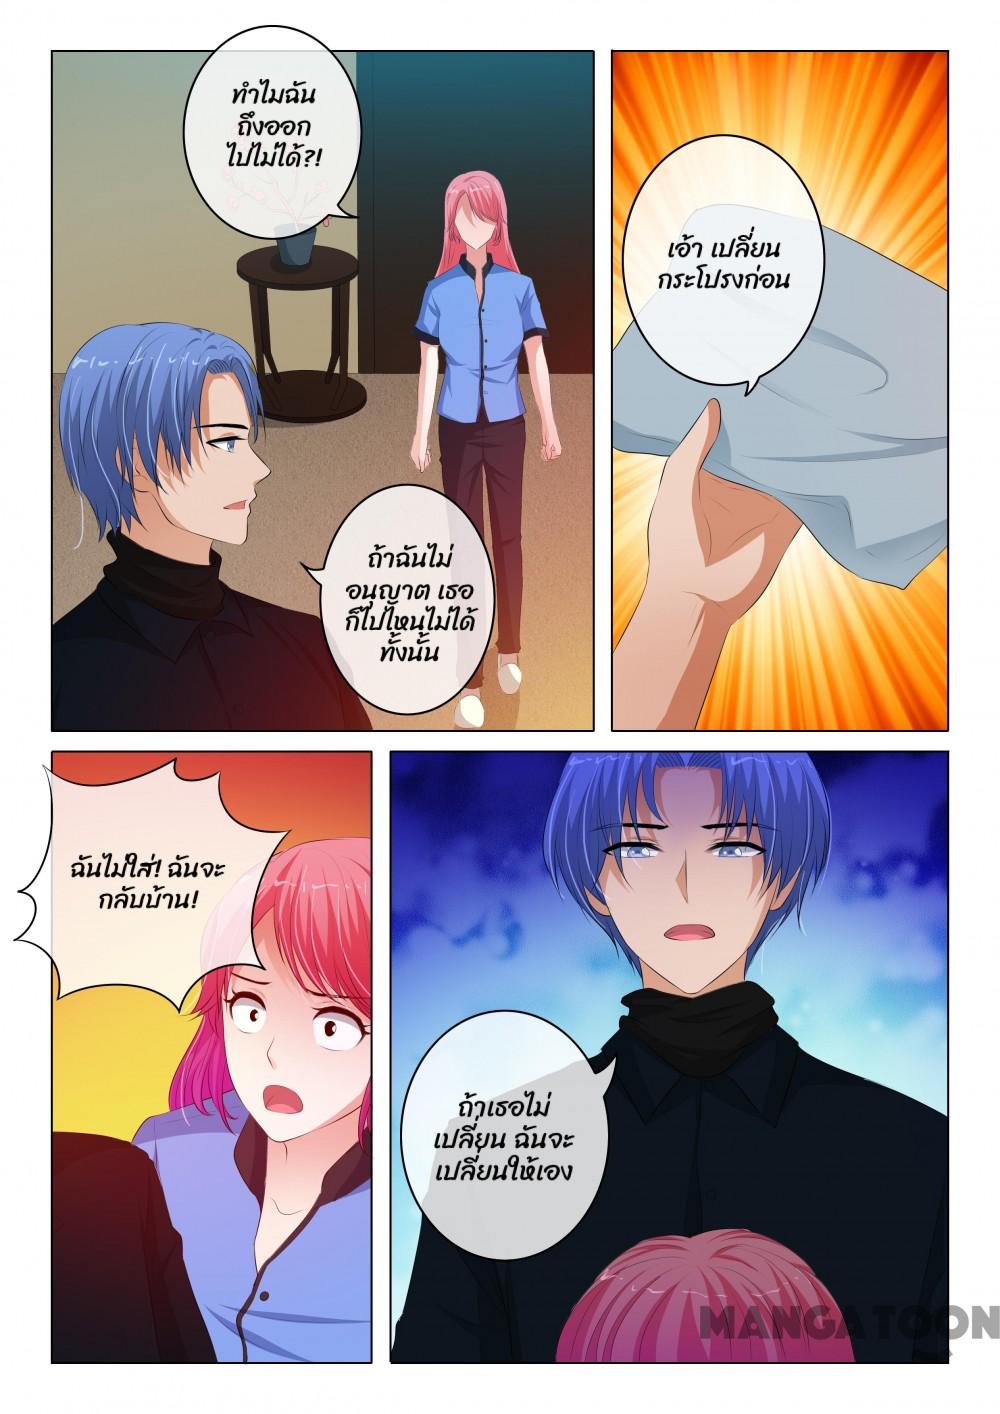 ทำไมฉัน
ถึงออก
ไปไม่ได้?!
ถ้าฉันไม่
อนุญาต เธอ
ก็ไปไหนไม่ได้
ทั้งนั้น
เอ้า เปลี่ยน
กระโปรงก่อน
ฉันไม่ใส่! ฉันจะ
กลับบ้าน!
ถ้าเธอไม่
เปลี่ยน ฉันจะ
เปลี่ยนให้เอง
MANGATOON